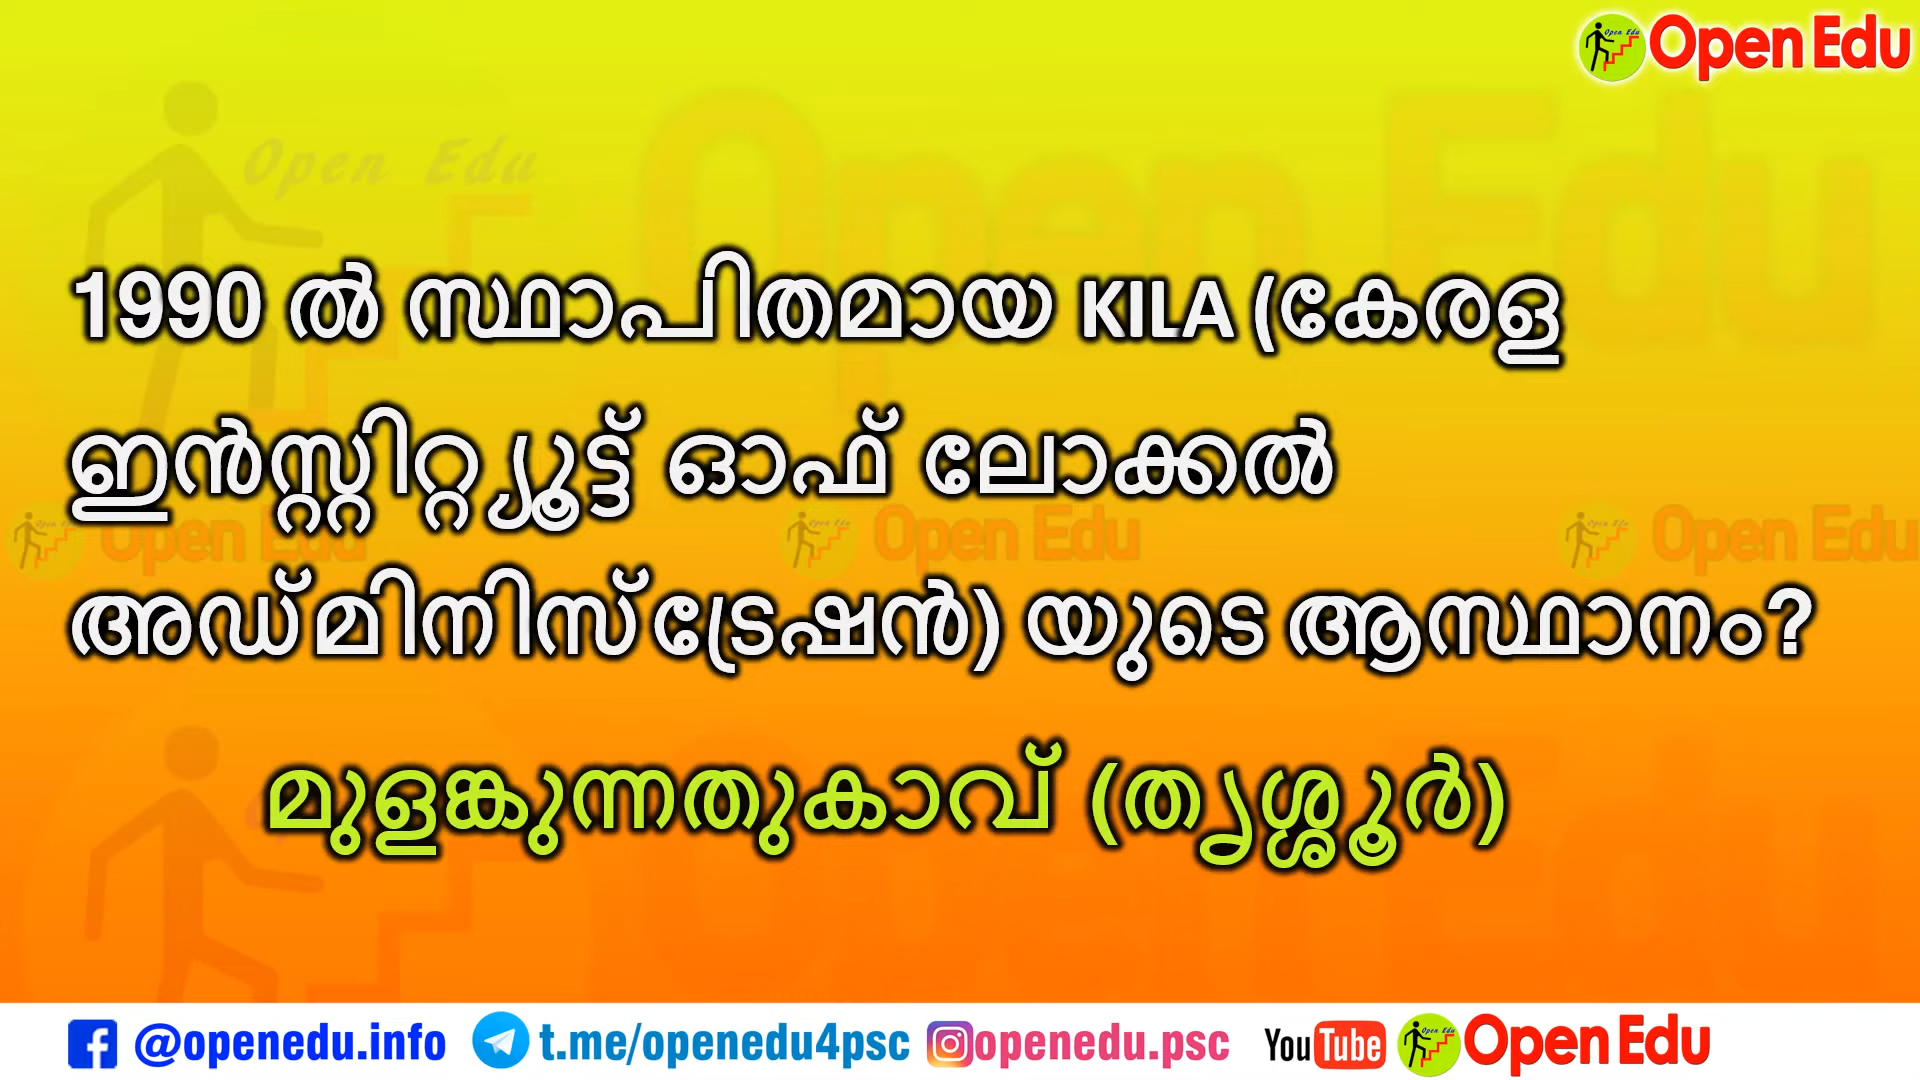 Open Edu
1990 ൽ സ്ഥാപിതമായ KILA (കേരള
ഇൻസ്റ്റിറ്റ്യൂട്ട് ഓഫ് ലോക്കൽ
അഡ്മിനിസ്ട്രേഷൻ) യുടെ ആസ്ഥാനം?
മുളങ്കുന്നതുകാവ് (തൃശ്ശൂർ)
@openedu.info t.me/openedu4psc openedu.psc YouTube Open Edu